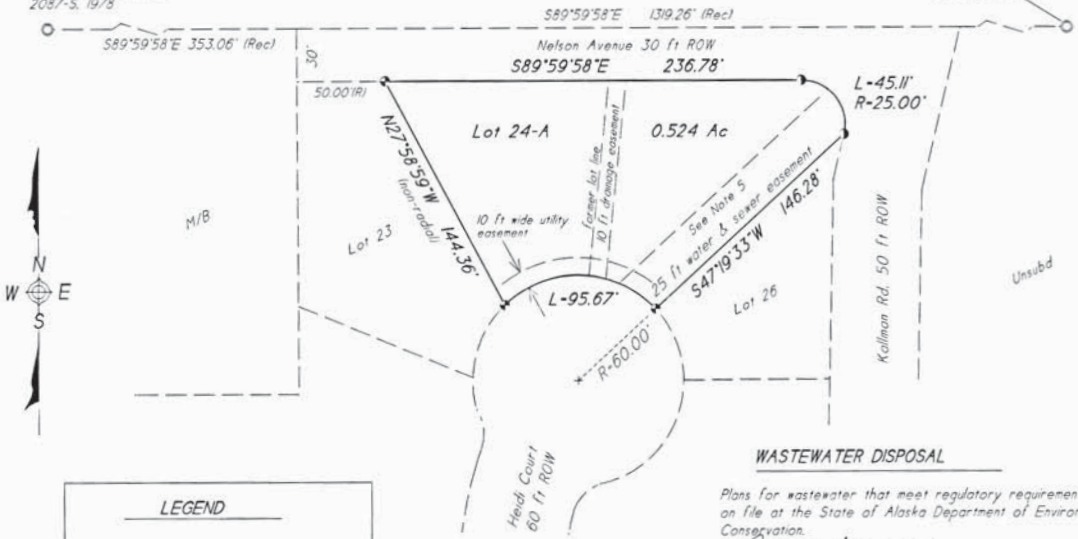 2087-S, 1978
S89°59'58"E 1319.26' (Rec)
S89°59'58"E 353.06' (Rec)
30'
Nelson Avenue 30 ft ROW
S89°59'58"E 236.78'
50.00'(R)
L-45.11'
R-25.00'
Lot 24-A
0.524 Ac
N27°58'59"W 144.36'
(non-radial)
former lot line
10 ft drainage easement
See Note 5
25 ft water & sewer easement
S47°19'33"W 146.28'
M/B
Lot 23
10 ft wide utility
easement
L-95.67'
Lot 26
Kallman Rd. 50 ft ROW
Unsubd
N
W E
S
R-60.00'
Heidi Court
60 ft ROW
WASTEWATER DISPOSAL
Plans for wastewater that meet regulatory requiremen
on file at the State of Alaska Department of Environ
Conservation.
LEGEND